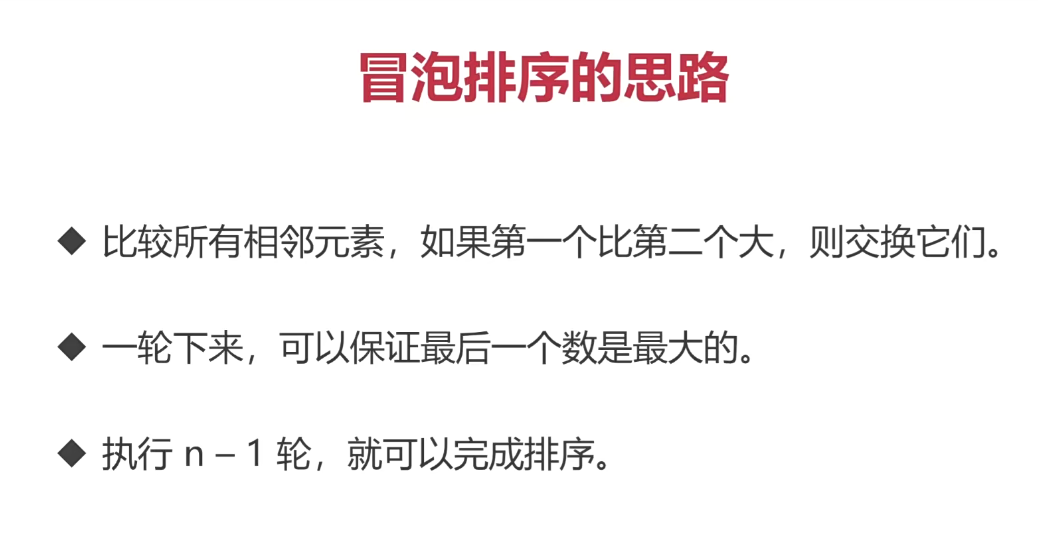 冒泡排序的思路
◆ 比较所有相邻元素，如果第一个比第二个大，则交换它们。
◆ 一轮下来，可以保证最后一个数是最大的。
◆ 执行 n – 1 轮，就可以完成排序。